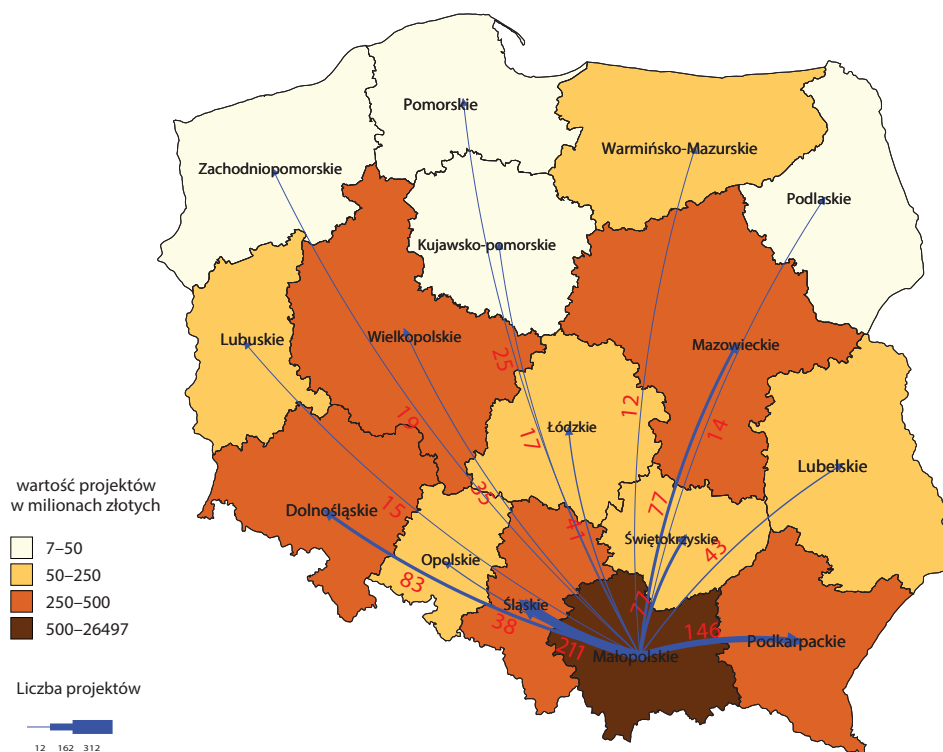 Pomorskie
Warmińsko-Mazurskie
Zachodniopomorskie
Podlaskie
Kujawsko-pomorskie
Wielkopolskie
Lubuskie
Mazowieckie
25
12
19
17
14
Łódzkie
Lubelskie
wartość projektów
w milionach złotych
35
77
15
Dolnośląskie
41
Świętokrzyskie
43
7–50
Opolskie
50–250
83
250–500
Śląskie
77
500–26497
38
146
211
Małopolskie
Podkarpackie
Liczba projektów
12 162 312